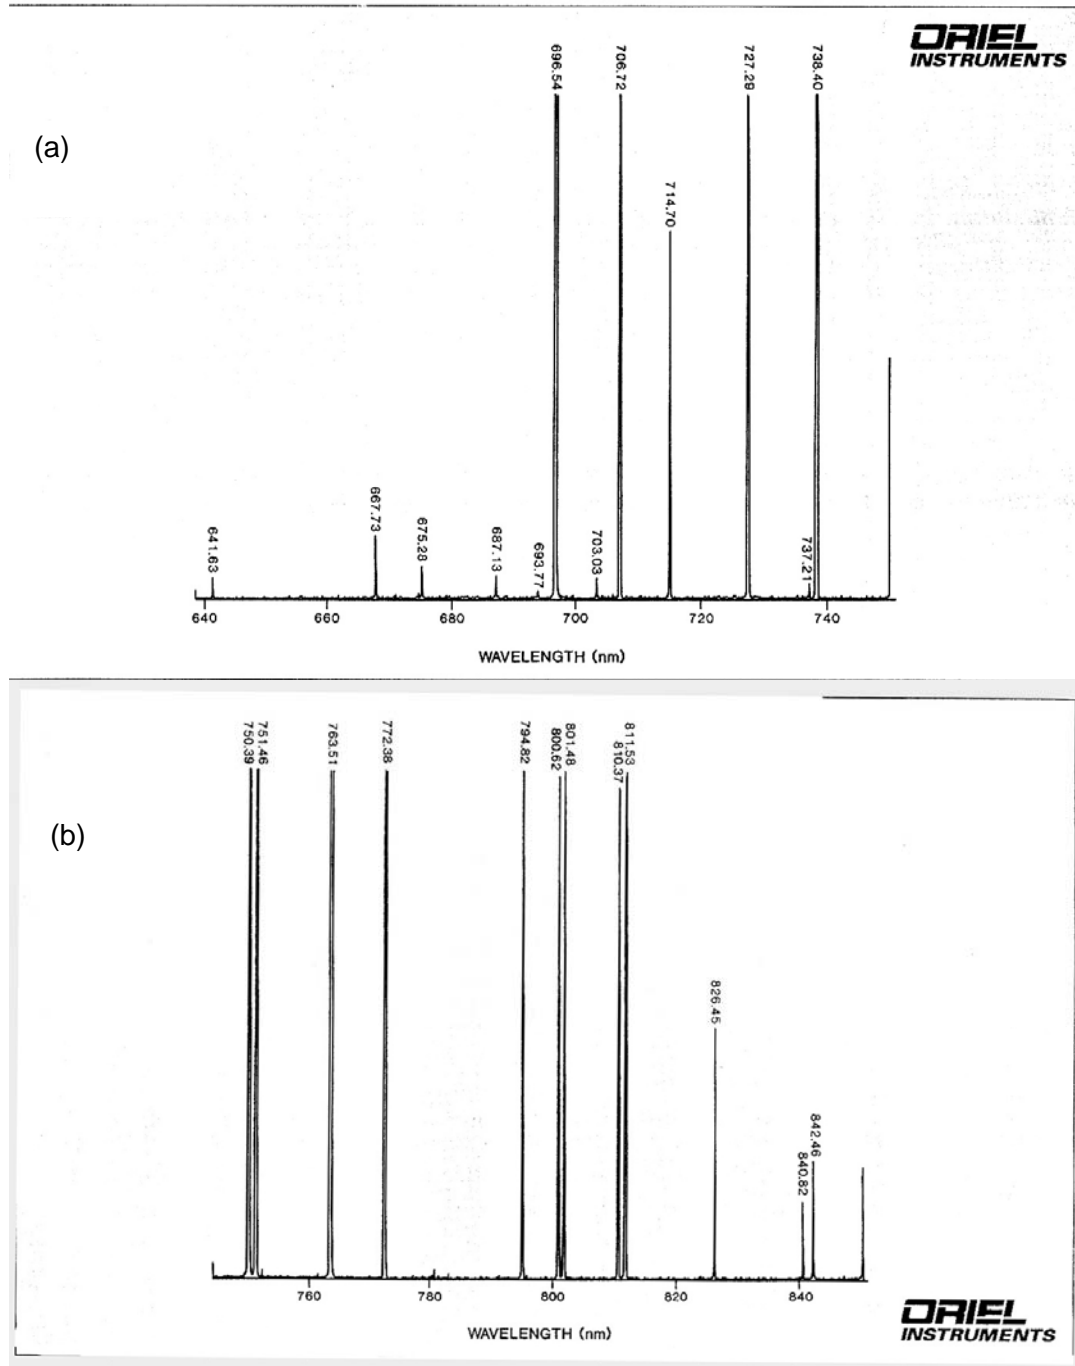 ORIEL
INSTRUMENTS
(a)
641.63
667.73
675.28
687.13
693.77
696.54
703.03
706.72
714.70
727.29
737.21
738.40
640 660 680 700 720 740
WAVELENGTH (nm)
(b)
750.39
751.46
763.51
772.38
794.82
800.62
801.48
810.37
811.53
826.45
840.82
842.46
760 780 800 820 840
WAVELENGTH (nm)
ORIEL
INSTRUMENTS